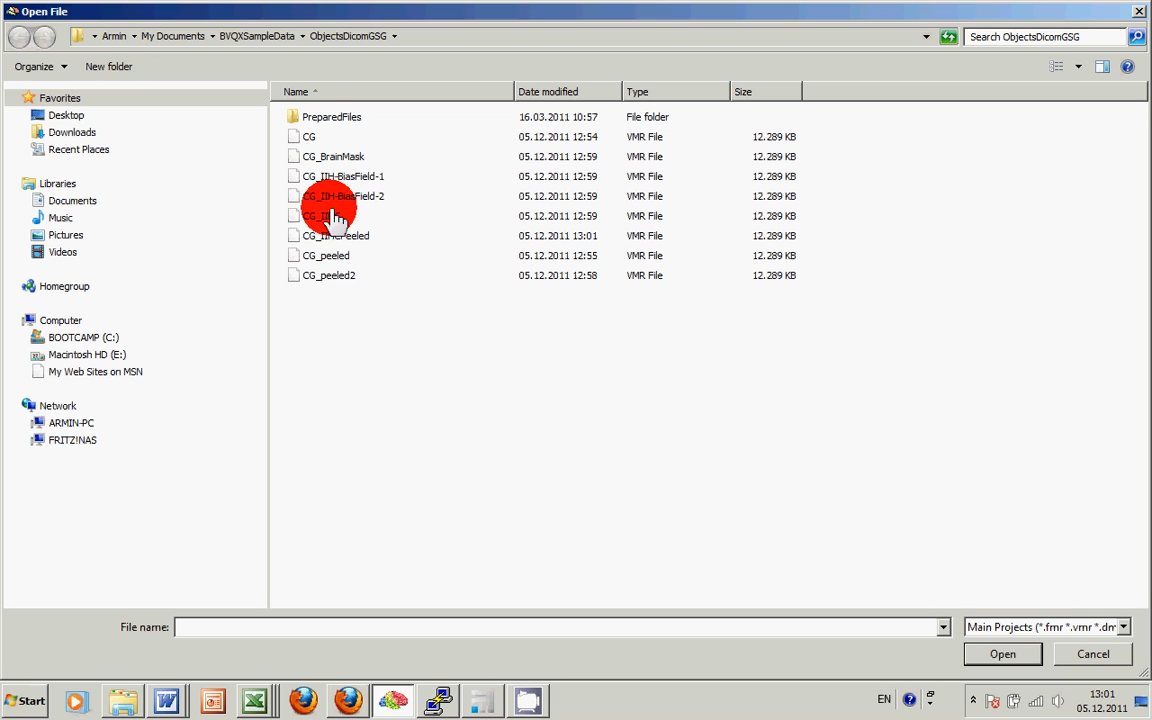 Open File
Armin
My Documents
BVQXSampleData
ObjectsDicomGSG
Search ObjectsDicomGSG
Organize
New folder
Name
Date modified
Type
Size
Favorites
Desktop
Downloads
Recent Places
Libraries
Documents
Music
Pictures
Videos
Homegroup
Computer
BOOTCAMP (C:)
Macintosh HD (E:)
My Web Sites on MSN
Network
ARMIN-PC
FRITZ!NAS
PreparedFiles 16.03.2011 10:57 File folder
CG 05.12.2011 12:54 VMR File 12.289 KB
CG_BrainMask 05.12.2011 12:59 VMR File 12.289 KB
CG_IIH-BiasField-1 05.12.2011 12:59 VMR File 12.289 KB
CG_IIH-BiasField-2 05.12.2011 12:59 VMR File 12.289 KB
05.12.2011 12:59 VMR File 12.289 KB
05.12.2011 13:01 VMR File 12.289 KB
CG_peeled 05.12.2011 12:55 VMR File 12.289 KB
CG_peeled2 05.12.2011 12:58 VMR File 12.289 KB
File name:
Main Projects (*.fmr *.vmr *.dm
Open
Cancel
Start
EN
13:01
05.12.2011